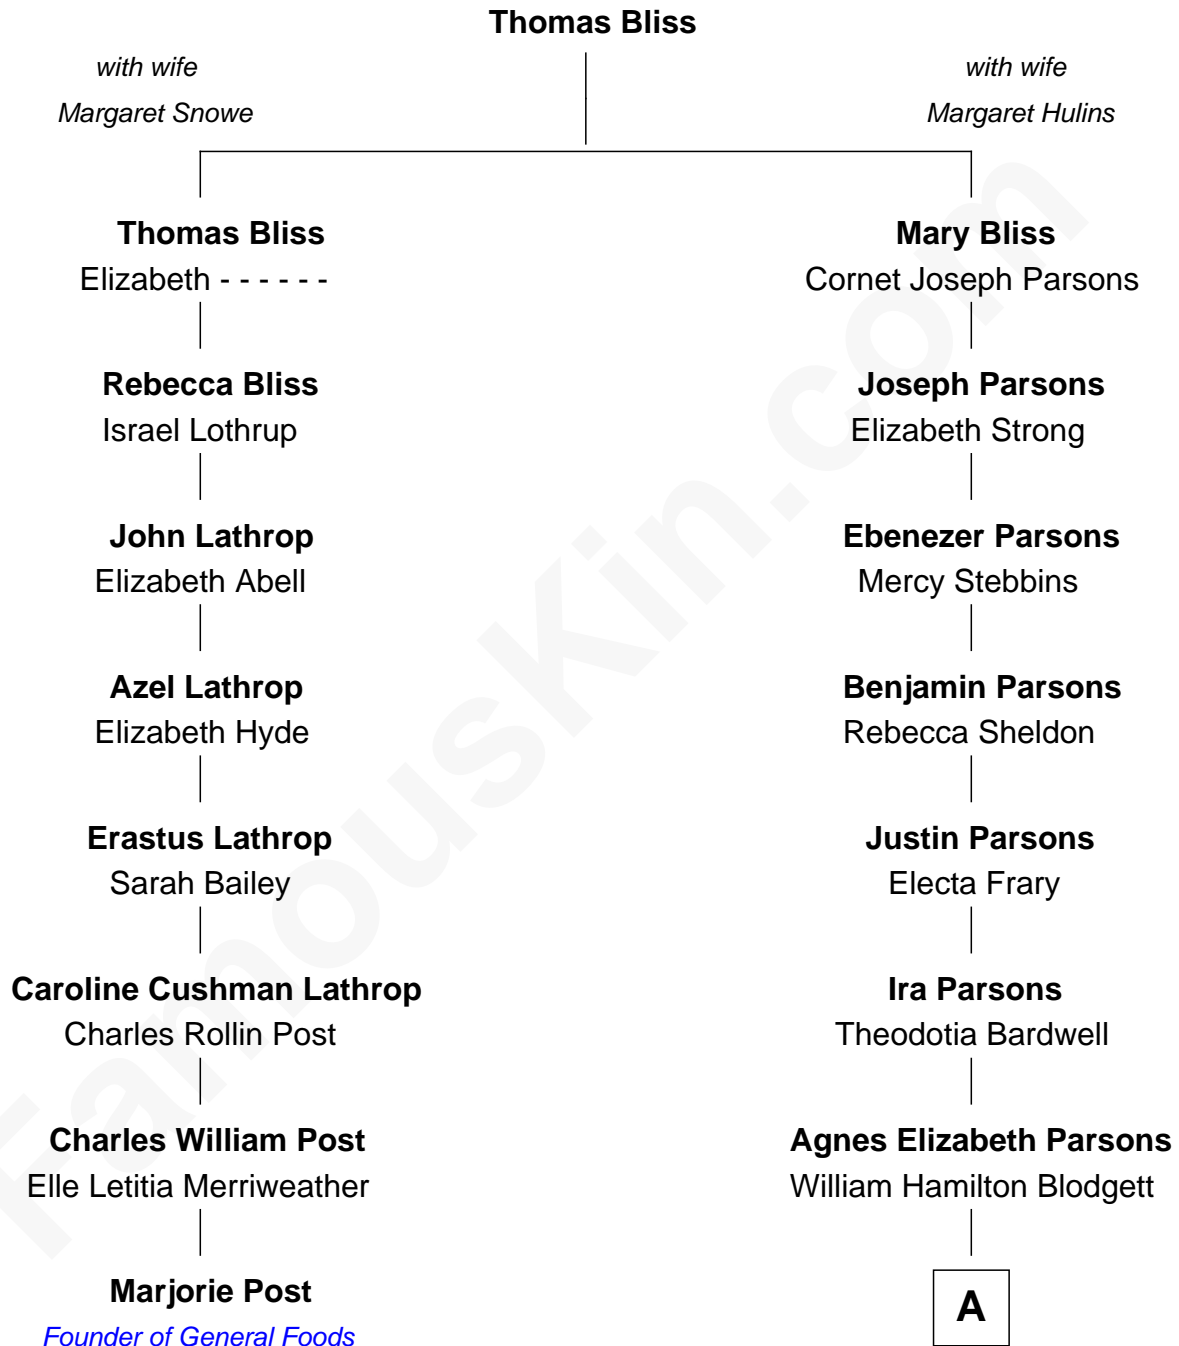 Thomas Bliss
with wife
Margaret Snowe
with wife
Margaret Hulins
Thomas Bliss
Elizabeth - - - - - -
Mary Bliss
Cornet Joseph Parsons
Rebecca Bliss
Israel Lothrup
Joseph Parsons
Elizabeth Strong
John Lathrop
Elizabeth Abell
Ebenezer Parsons
Mercy Stebbins
Azel Lathrop
Elizabeth Hyde
Benjamin Parsons
Rebecca Sheldon
Erastus Lathrop
Sarah Bailey
Justin Parsons
Electa Frary
Caroline Cushman Lathrop
Charles Rollin Post
Ira Parsons
Theodotia Bardwell
Charles William Post
Elle Letitia Merriweather
Agnes Elizabeth Parsons
William Hamilton Blodgett
Marjorie Post
Founder of General Foods
A
FamousKin.com